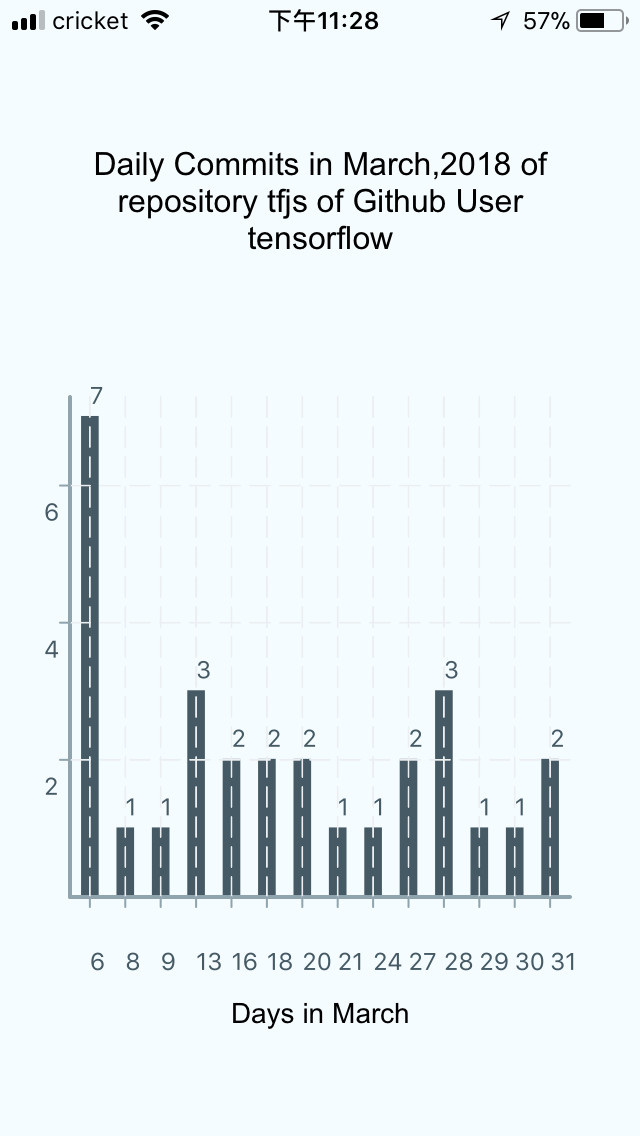 cricket 下午11:28 57%
Daily Commits in March,2018 of
repository tfjs of Github User
tensorflow
7
6
4
3 3
2 2 2 2 2
2
1 1 1 1 1 1
6 8 9 13 16 18 20 21 24 27 28 29 30 31
Days in March